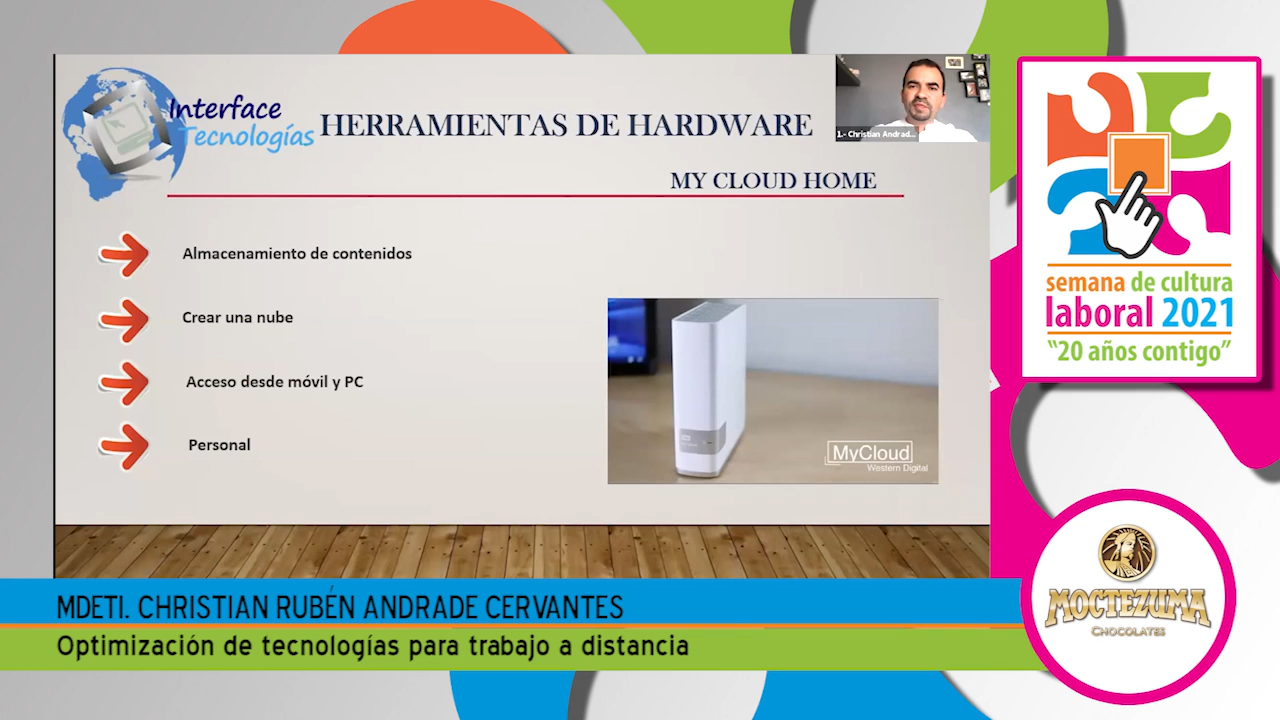 Interface
Tecnologías
HERRAMIENTAS DE HARDWARE
1.- Christian Andrad...
MY CLOUD HOME
Almacenamiento de contenidos
Crear una nube
Acceso desde móvil y PC
Personal
MyCloud
Western Digital
semana de cultura
laboral 2021
“20 años contigo”
MOCTEZUMA
CHOCOLATES
MDETI. CHRISTIAN RUBÉN ANDRADE CERVANTES
Optimización de tecnologías para trabajo a distancia